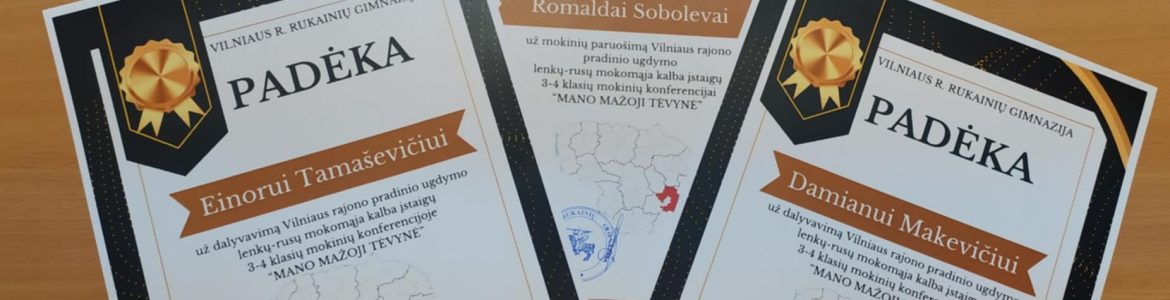 VILNIAUS R. RUKAINIŲ GIMNAZIJA
PADĖKA
Einorui Tamaševičiui
už dalyvavimą Vilniaus rajono pradinio ugdymo
lenkų-rusų mokomąja kalba įstaigų
3-4 klasių mokinių konferencijoje
“MANO MAŽOJI TĖVYNĖ”
Romaldai Sobolevai
už mokinių paruošimą Vilniaus rajono
pradinio ugdymo
lenkų-rusų mokomąja kalba įstaigų
3-4 klasių mokinių konferencijai
“MANO MAŽOJI TĖVYNĖ”
VILNIAUS R. RUKAINIŲ GIMNAZIJA
PADĖKA
Damianui Makevičiui
už dalyvavimą Vilniaus rajono pradinio ugdymo
lenkų-rusų mokomąja kalba įstaigų
3-4 klasių mokinių konferencijoje
“MANO MAŽOJI TĖVYNĖ”